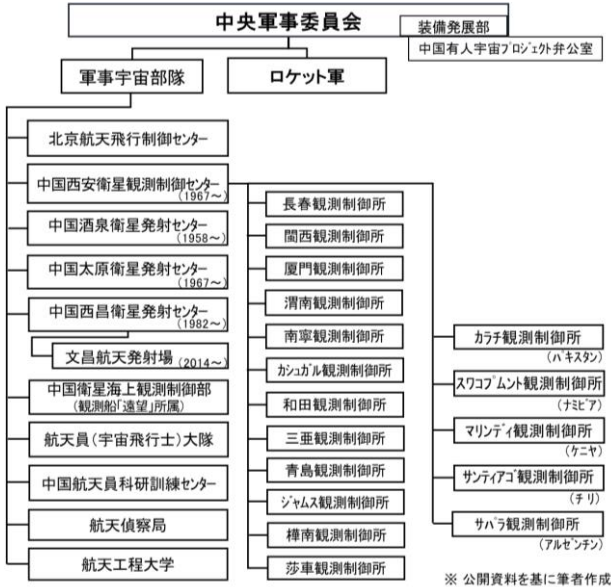 中央軍事委員会
装備発展部
中国有人宇宙プロジェクト弁公室
軍事宇宙部隊
ロケット軍
北京航天飛行制御センター
中国西安衛星観測制御センター
(1967～)
中国酒泉衛星発射センター
(1958～)
中国太原衛星発射センター
(1967～)
中国西昌衛星発射センター
(1982～)
文昌航天発射場 (2014～)
中国衛星海上観測制御部
(観測船「遠望」所属)
航天員(宇宙飛行士)大隊
中国航天員科研訓練センター
航天偵察局
航天工程大学
長春観測制御所
閩西観測制御所
厦門観測制御所
渭南観測制御所
南寧観測制御所
カシュガル観測制御所
和田観測制御所
三亜観測制御所
青島観測制御所
ジャムス観測制御所
樺南観測制御所
莎車観測制御所
カラチ観測制御所
(パキスタン)
スワコプムント観測制御所
(ナミビア)
マリンディ観測制御所
(ケニヤ)
サンティアゴ観測制御所
(チリ)
サパラ観測制御所
(アルゼンチン)
※ 公開資料を基に筆者作成